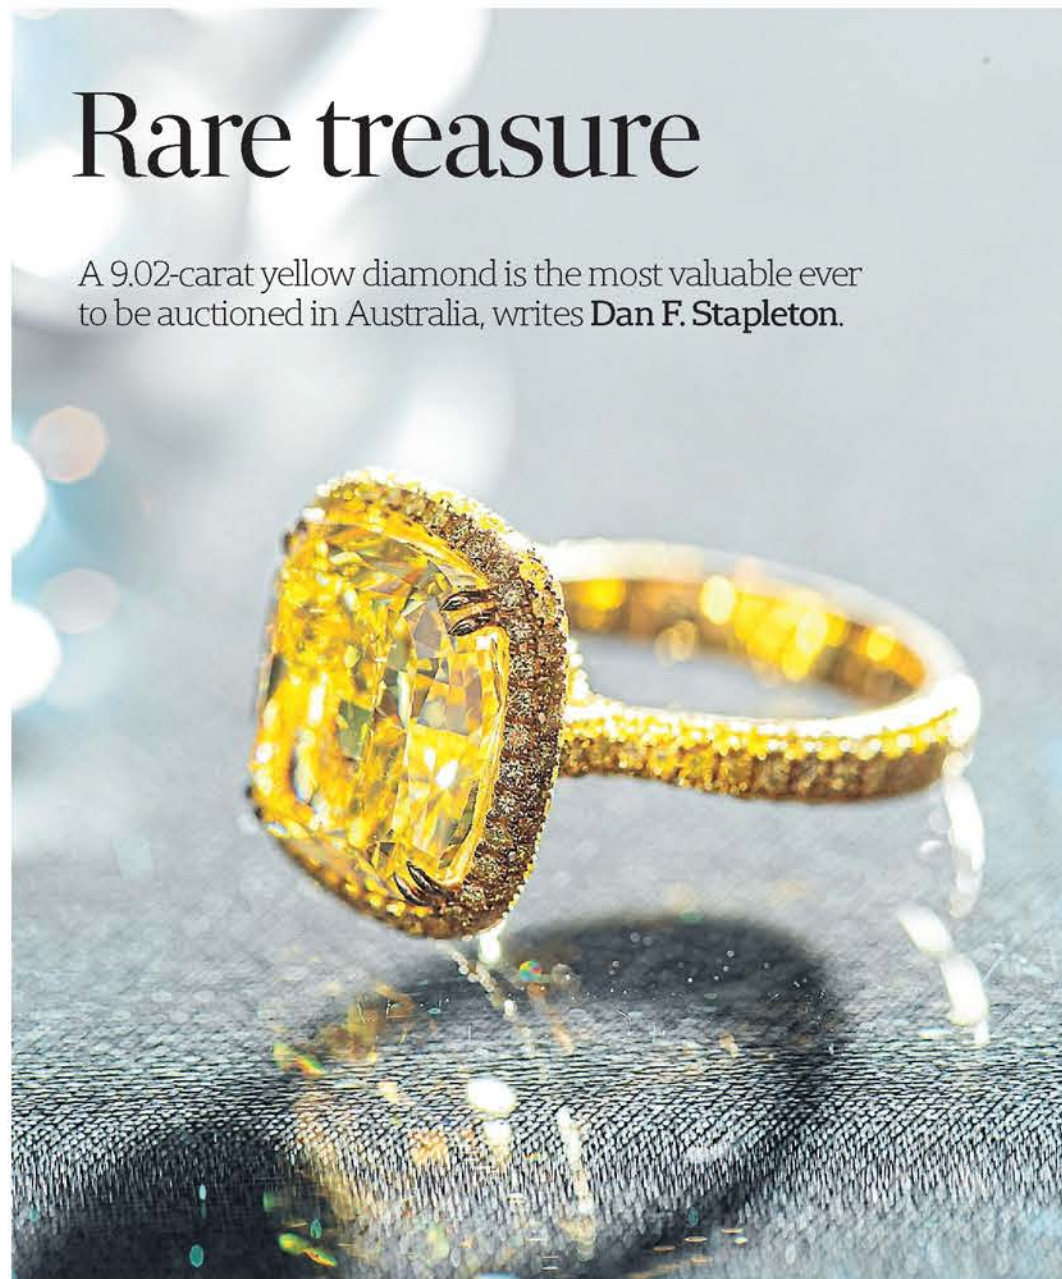 Rare treasure
A 9.02-carat yellow diamond is the most valuable ever
to be auctioned in Australia, writes Dan F. Stapleton.